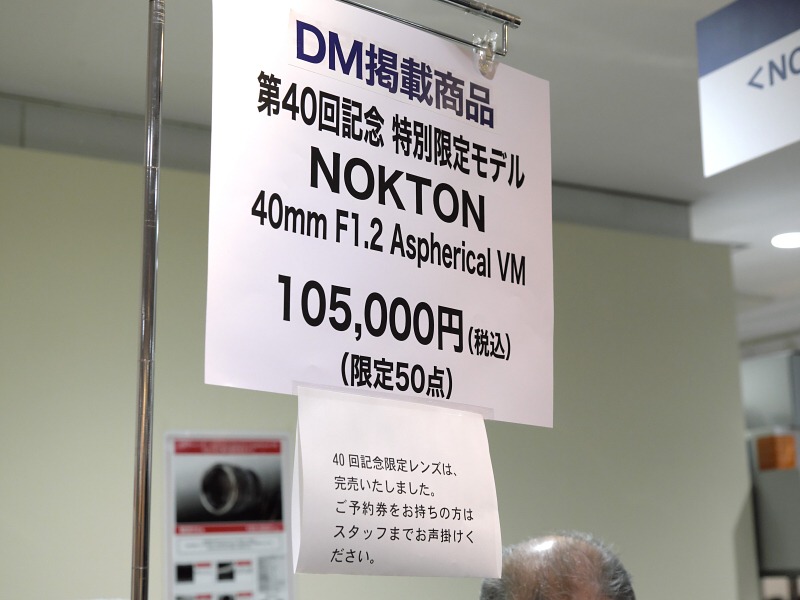 DM掲載商品
第40回記念 特別限定モデル
NOKTON
40mm F1.2 Aspherical VM
105,000円(税込)
(限定50点)
40回記念限定レンズは、
完売いたしました。
ご予約券をお持ちの方は
スタッフまでお声掛けく
ださい。
<NO